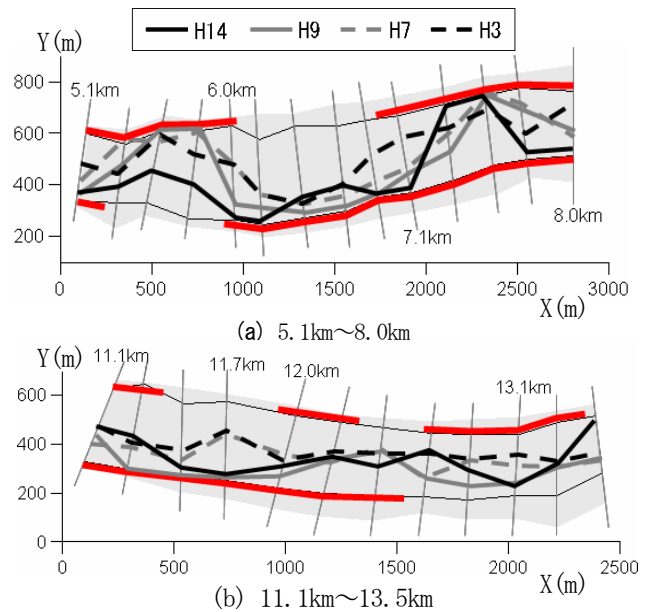 H14 H9 H7 H3
Y(m)
800
600
400
200
5.1km
6.0km
7.1km
8.0km
0 500 1000 1500 2000 2500 3000
X(m)
(a) 5.1km～8.0km
Y(m)
600
400
200
0
11.1km
11.7km
12.0km
13.1km
0 500 1000 1500 2000 2500
X(m)
(b) 11.1km～13.5km